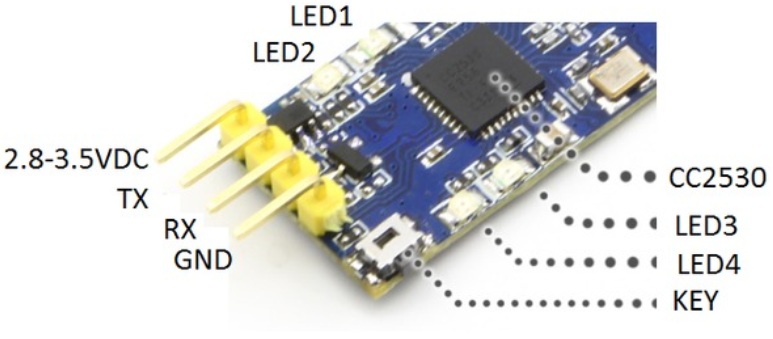 LED1
LED2
2.8-3.5VDC
TX
RX
GND
CC2530
LED3
LED4
KEY